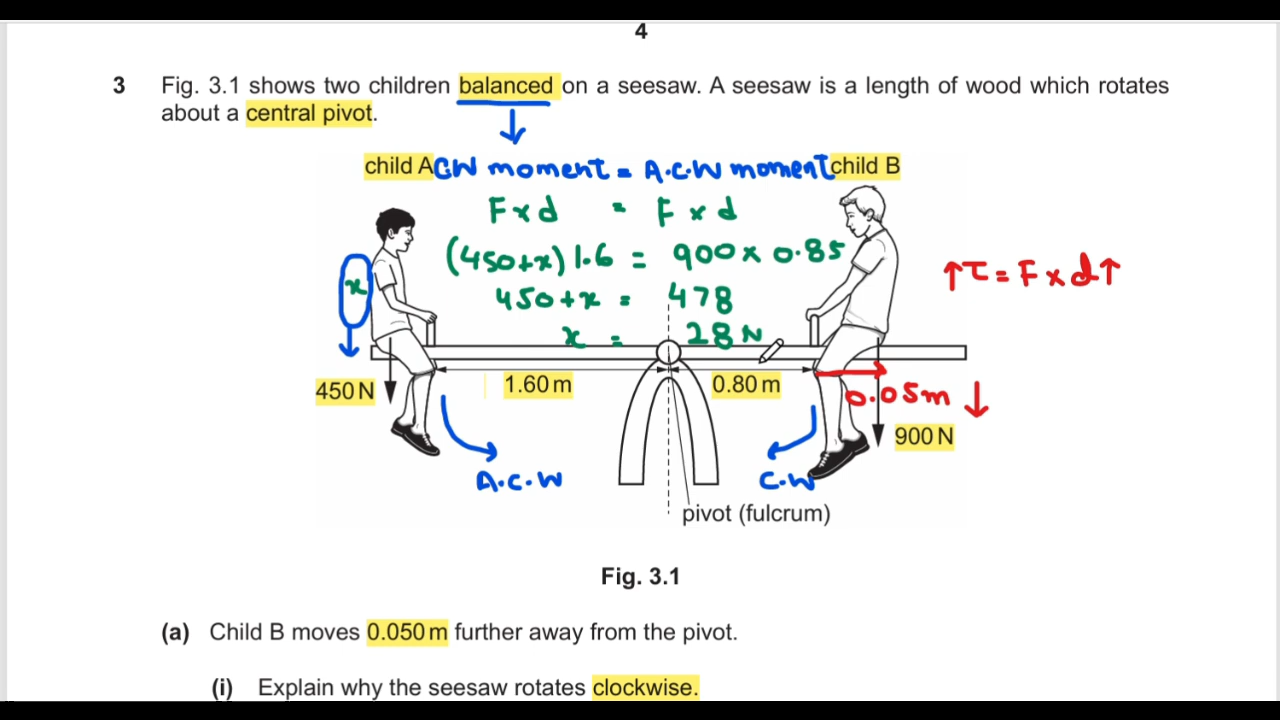 4
3 Fig. 3.1 shows two children balanced on a seesaw. A seesaw is a length of wood which rotates
about a central pivot.
child A CW moment = A.C.W moment child B
F x d = F x d
(450+x) 1.6 = 900 x 0.85
450+x = 478
x = 28 N
x
↑τ = F x d↑
450 N
1.60 m
0.80 m
0.05m ↓
900 N
A.C.W
C.W
pivot (fulcrum)
Fig. 3.1
(a) Child B moves 0.050 m further away from the pivot.
(i) Explain why the seesaw rotates clockwise.